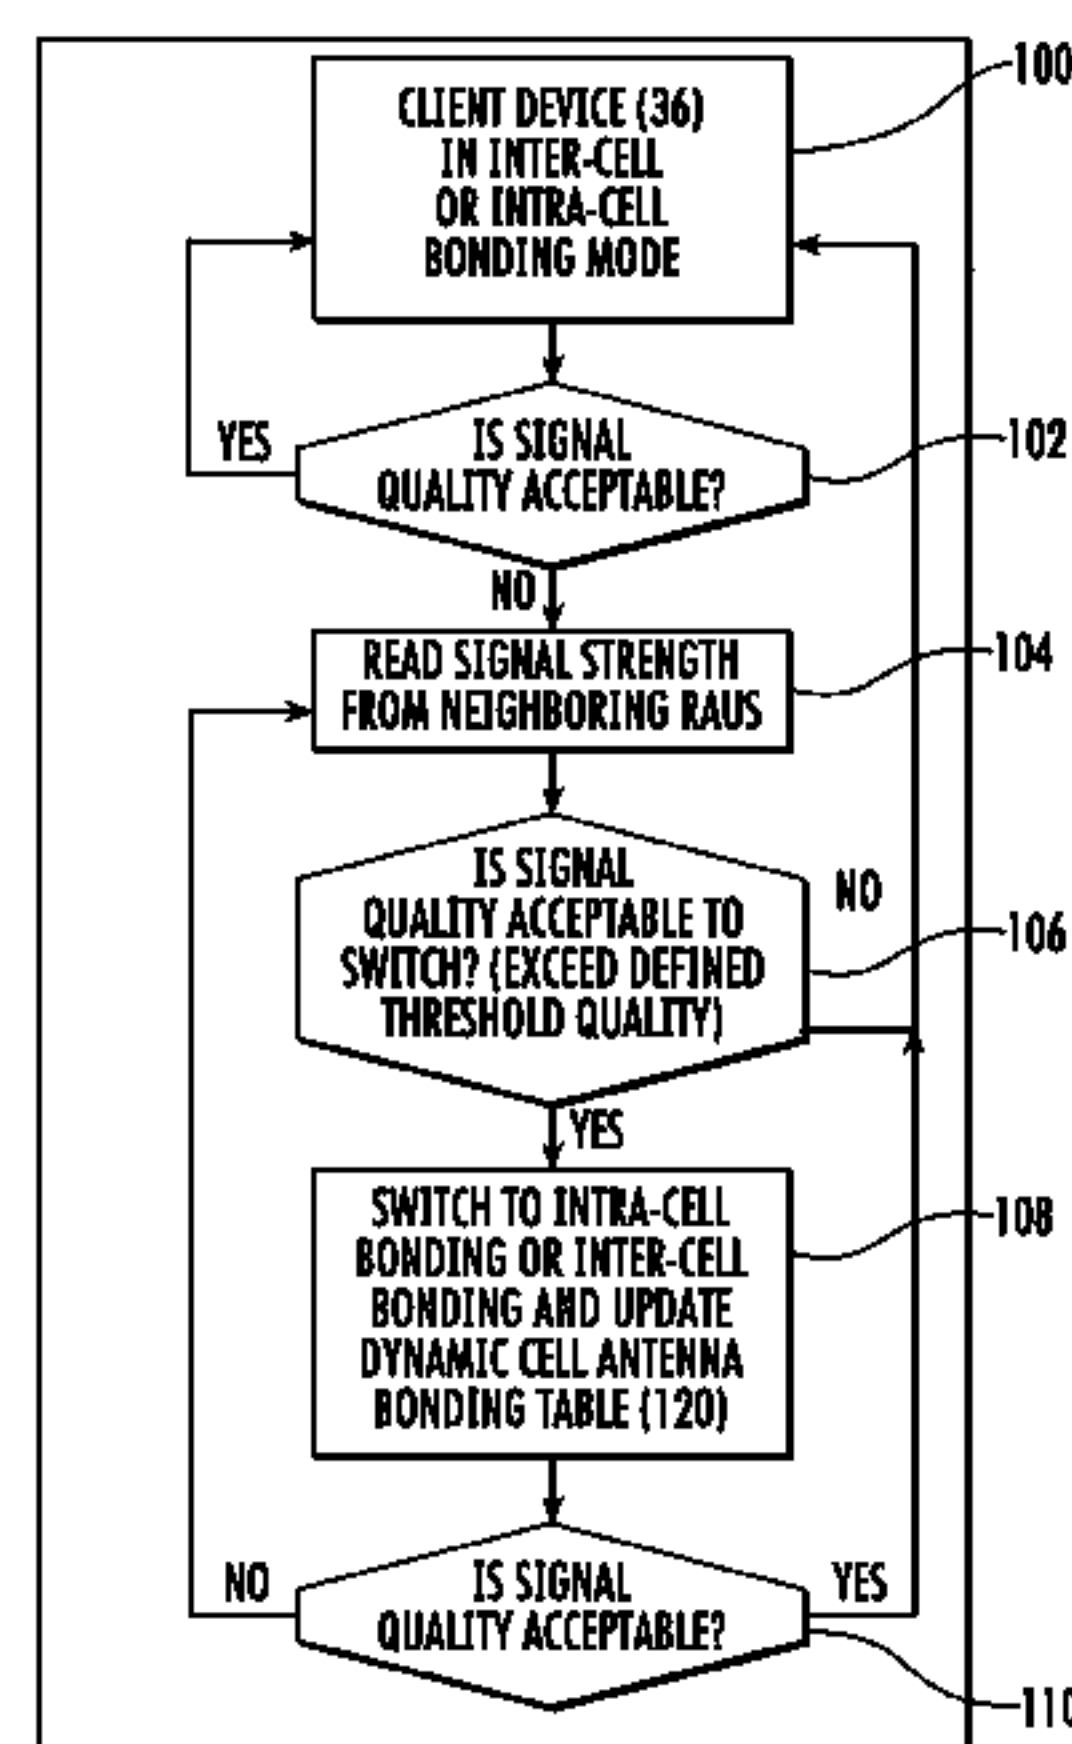 100
CLIENT DEVICE (36)
IN INTER-CELL
OR INTRA-CELL
BONDING MODE
YES
IS SIGNAL
QUALITY ACCEPTABLE?
102
NO
READ SIGNAL STRENGTH
FROM NEIGHBORING RAUS
104
IS SIGNAL
QUALITY ACCEPTABLE TO
SWITCH? (EXCEED DEFINED
THRESHOLD QUALITY)
NO
106
YES
SWITCH TO INTRA-CELL
BONDING OR INTER-CELL
BONDING AND UPDATE
DYNAMIC CELL ANTENNA
BONDING TABLE (120)
108
NO
IS SIGNAL
QUALITY ACCEPTABLE?
YES
110